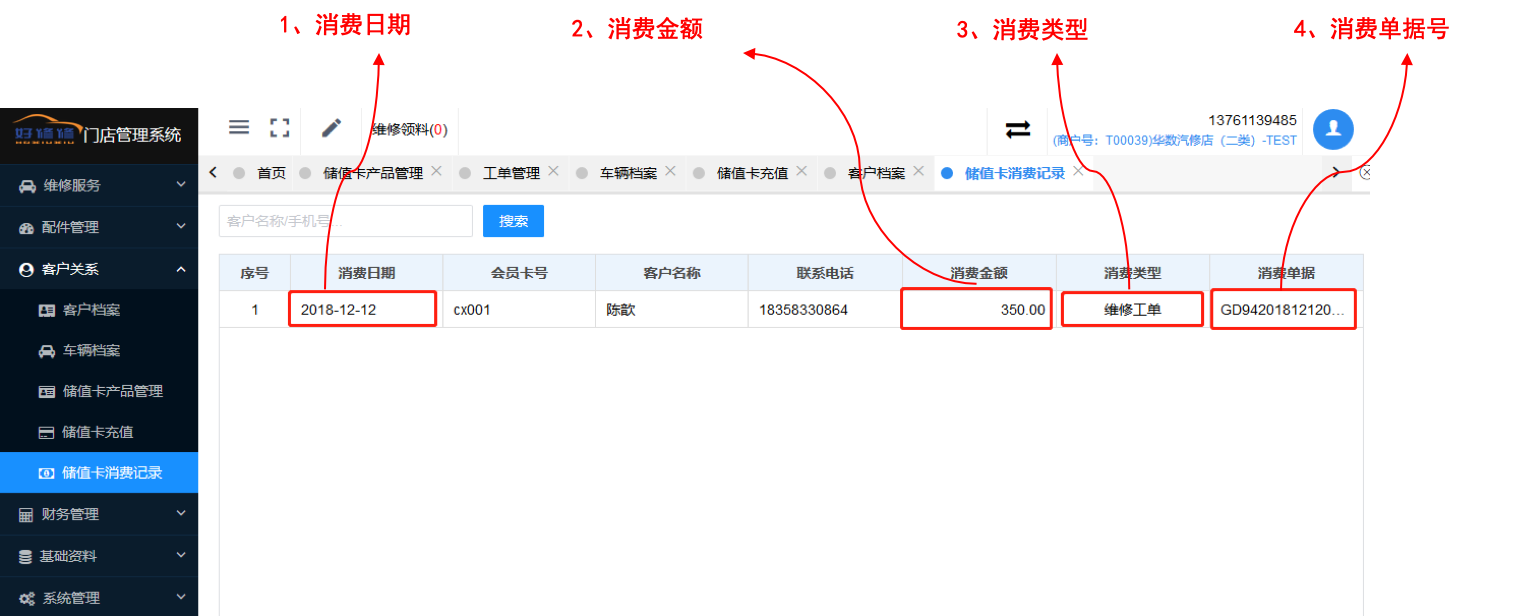 1、消费日期
2、消费金额
3、消费类型
4、消费单据号
好修修门店管理系统
维修领料(0)
13761139485
(商户号：T00039)华数汽修店（二类）-TEST
首页 储值卡产品管理 工单管理 车辆档案 储值卡充值 客户档案 储值卡消费记录
维修服务
配件管理
客户关系
客户档案
车辆档案
储值卡产品管理
储值卡充值
储值卡消费记录
财务管理
基础资料
系统管理
客户名称/手机号...
搜索
序号 消费日期 会员卡号 客户名称 联系电话 消费金额 消费类型 消费单据
1 2018-12-12 cx001 陈歆 18358330864 350.00 维修工单 GD94201812120...